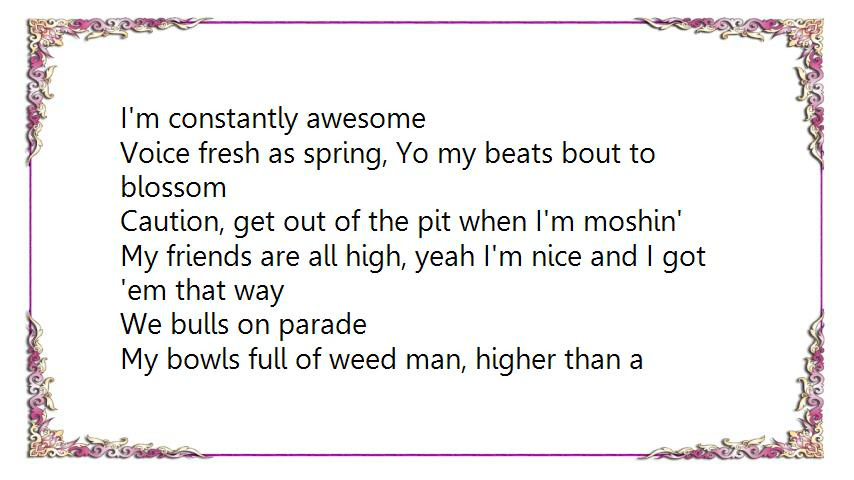 I'm constantly awesome
Voice fresh as spring, Yo my beats bout to
blossom
Caution, get out of the pit when I'm moshin'
My friends are all high, yeah I'm nice and I got
'em that way
We bulls on parade
My bowls full of weed man, higher than a